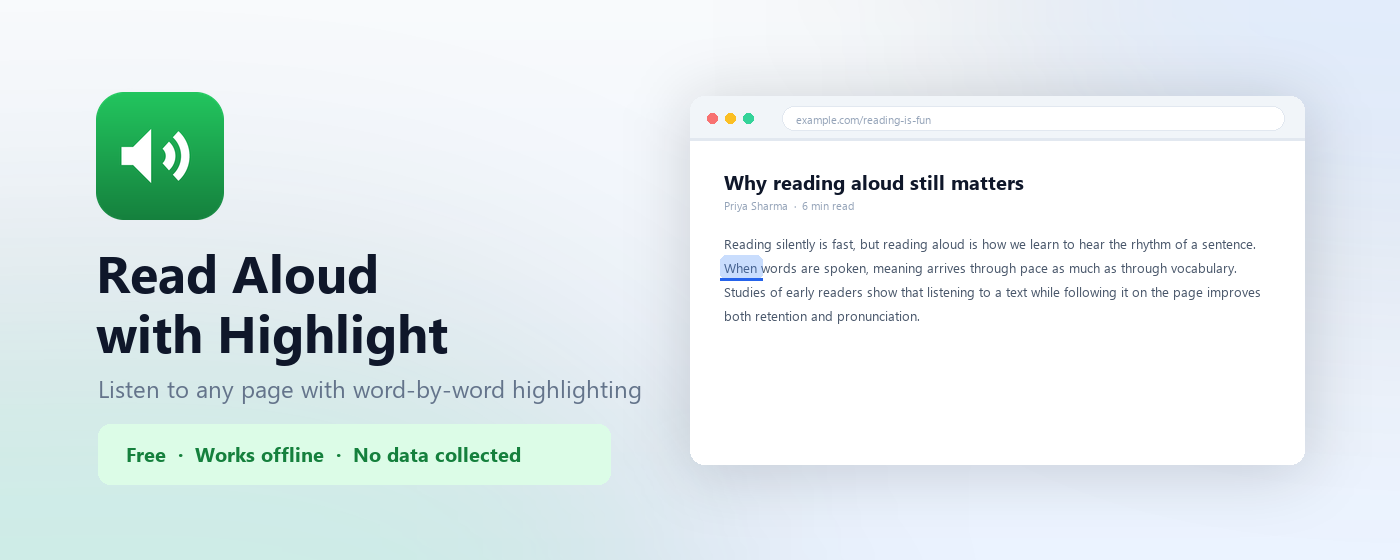 Read Aloud
with Highlight
Listen to any page with word-by-word highlighting
Free · Works offline · No data collected
example.com/reading-is-fun
Why reading aloud still matters
Priya Sharma · 6 min read
Reading silently is fast, but reading aloud is how we learn to hear the rhythm of a sentence.
When words are spoken, meaning arrives through pace as much as through vocabulary.
Studies of early readers show that listening to a text while following it on the page improves
both retention and pronunciation.